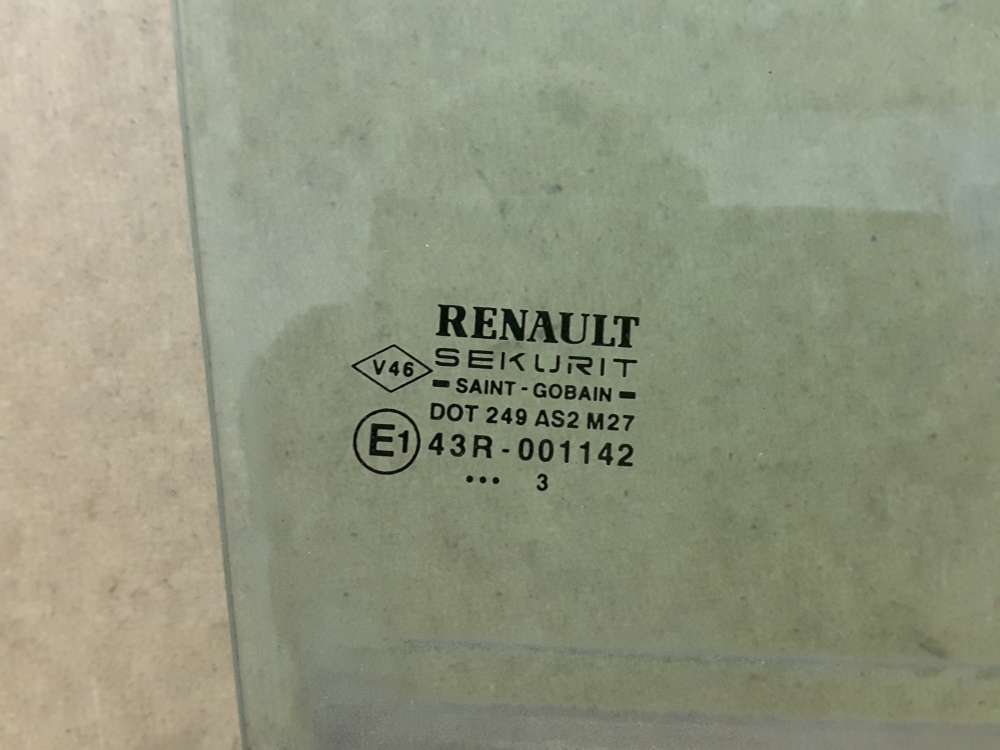 RENAULT
SEKURIT
V46
SAINT - GOBAIN
DOT 249 AS2 M27
E1
43R - 001142
... 3